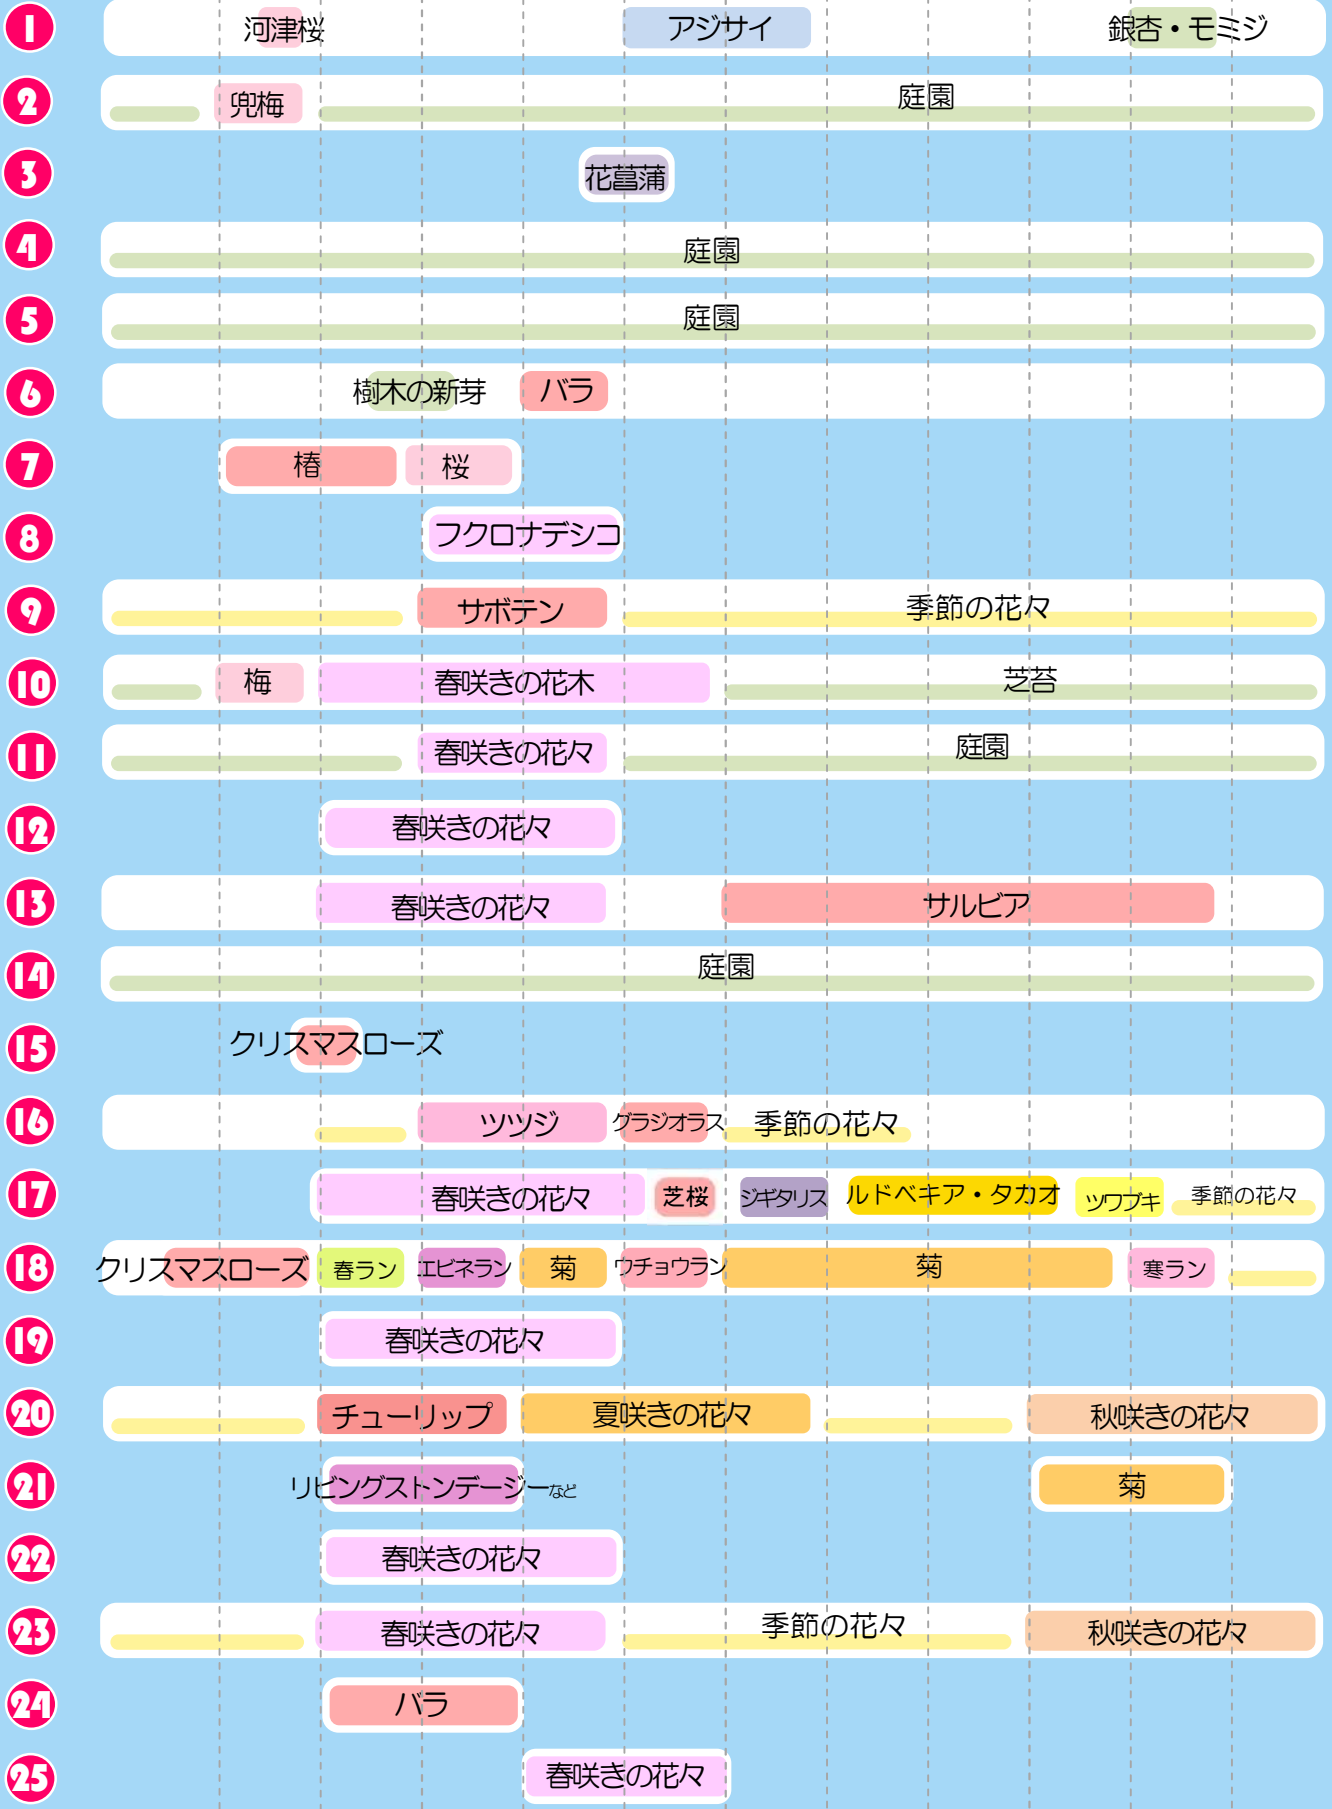 1 河津桜 アジサイ 銀杏・モミジ
2 兜梅 庭園
3 花菖蒲
4 庭園
5 庭園
6 樹木の新芽 バラ
7 椿 桜
8 フクロナデシコ
9 サボテン 季節の花々
10 梅 春咲きの花木 芝苔
11 春咲きの花々 庭園
12 春咲きの花々
13 春咲きの花々 サルビア
14 庭園
15 クリスマスローズ
16 ツツジ グラジオラス 季節の花々
17 春咲きの花々 芝桜 ジギタリス ルドベキア・タカオ ツワブキ 季節の花々
18 クリスマスローズ 春ラン エビネラン 菊 ウチョウラン 菊 寒ラン
19 春咲きの花々
20 チューリップ 夏咲きの花々 秋咲きの花々
21 リビングストンデージーなど 菊
22 春咲きの花々
23 春咲きの花々 季節の花々 秋咲きの花々
24 バラ
25 春咲きの花々